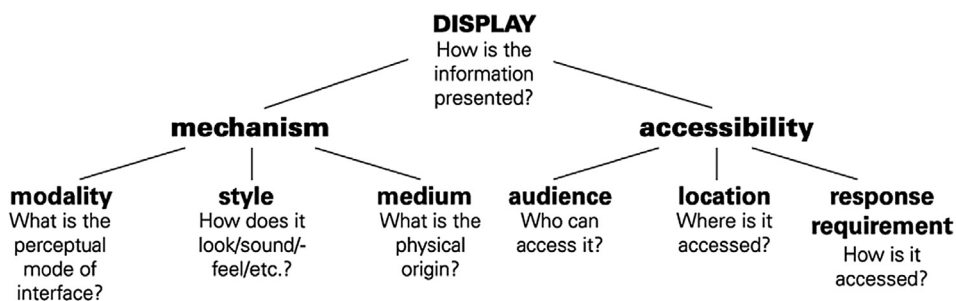 DISPLAY
How is the
information
presented?
mechanism
accessibility
modality
What is the
perceptual
mode of
interface?
style
How does it
look/sound/-
feel/etc.?
medium
What is the
physical
origin?
audience
Who can
access it?
location
Where is it
accessed?
response
requirement
How is it
accessed?